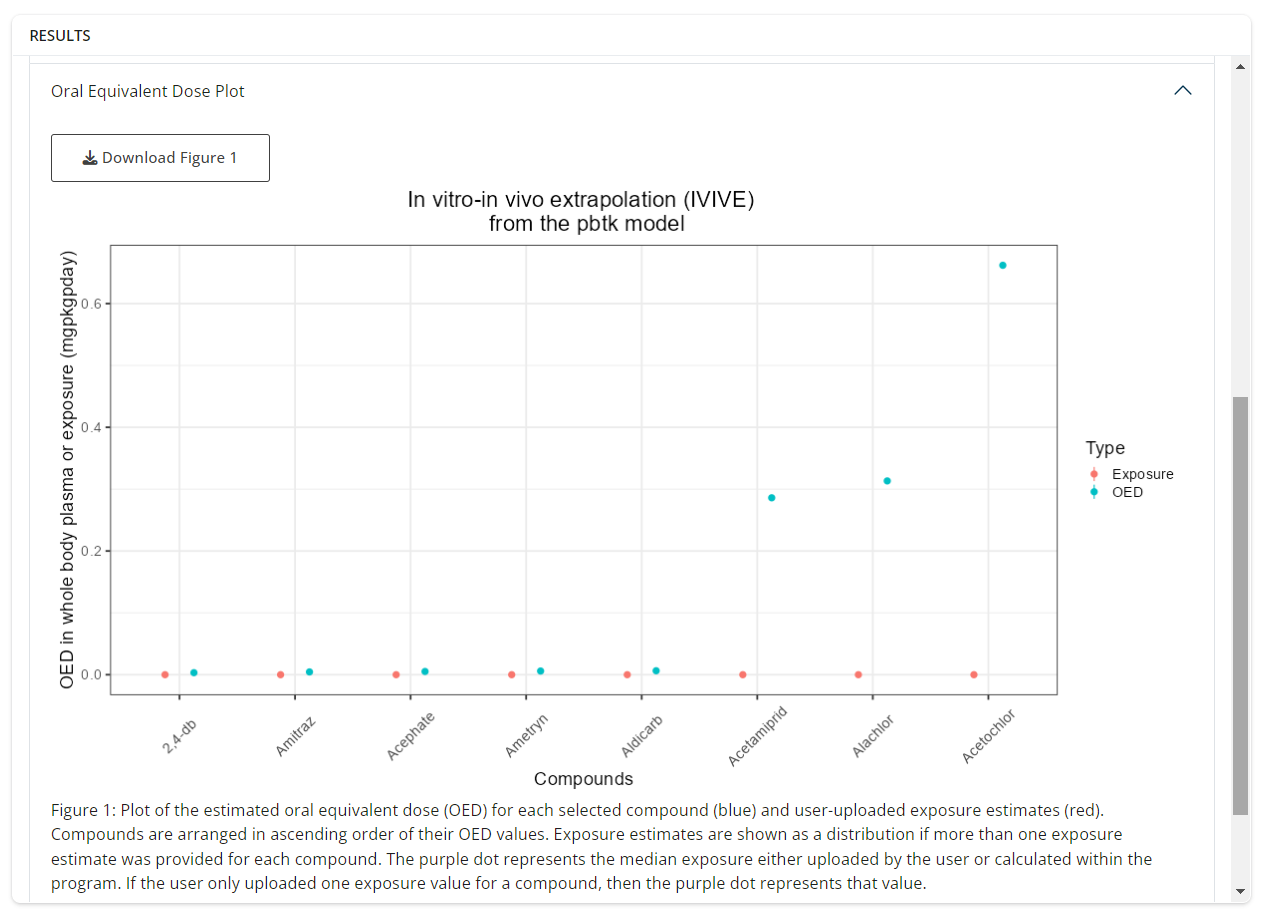 RESULTS
Oral Equivalent Dose Plot
Download Figure 1
In vitro-in vivo extrapolation (IVIVE)
from the pbtk model
OED in whole body plasma or exposure (mgpkgpday)
0.6
0.4
0.2
0.0
Type
Exposure
OED
2,4-db
Amitraz
Acephate
Ametryn
Aldicarb
Acetamiprid
Alachlor
Acetochlor
Compounds
Figure 1: Plot of the estimated oral equivalent dose (OED) for each selected compound (blue) and user-uploaded exposure estimates (red).
Compounds are arranged in ascending order of their OED values. Exposure estimates are shown as a distribution if more than one exposure
estimate was provided for each compound. The purple dot represents the median exposure either uploaded by the user or calculated within the
program. If the user only uploaded one exposure value for a compound, then the purple dot represents that value.